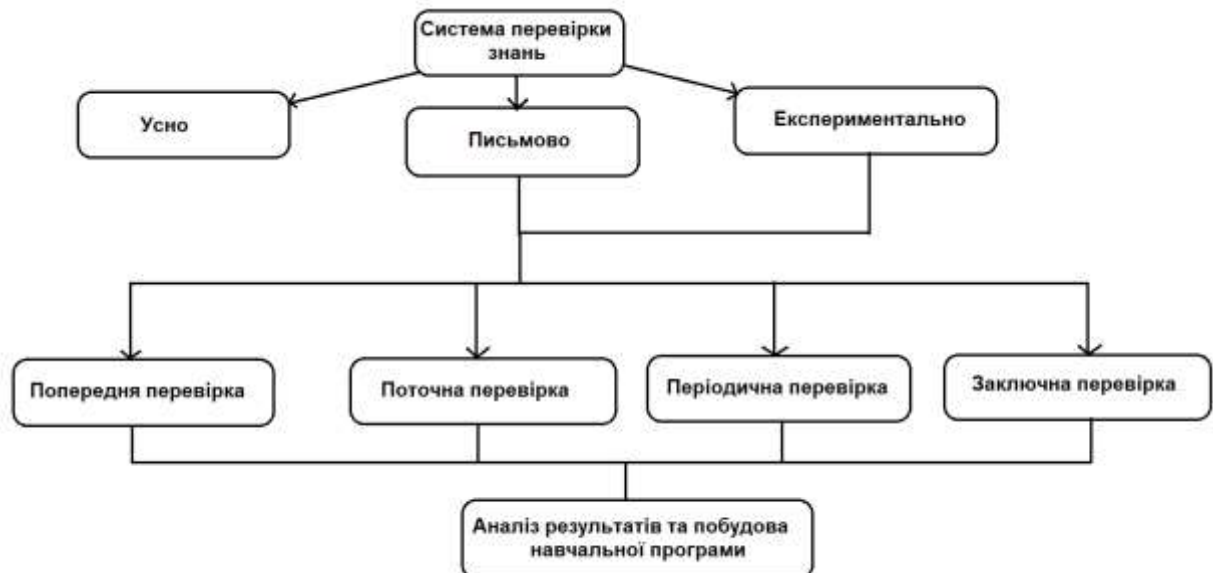 Система перевірки
знань
Усно
Письмово
Експериментально
Попередня перевірка
Поточна перевірка
Періодична перевірка
Заключна перевірка
Аналіз результатів та побудова
навчальної програми